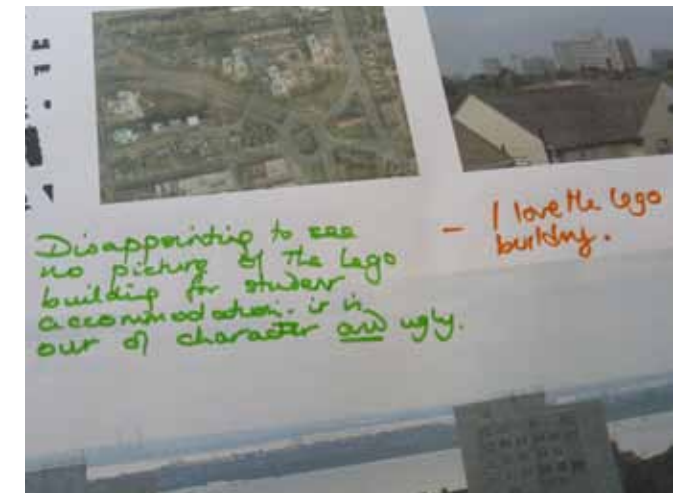 Disappointing to see
no picture of the Lego
building for student
accommodation. it is
out of character and ugly.
- I love the lego
building.